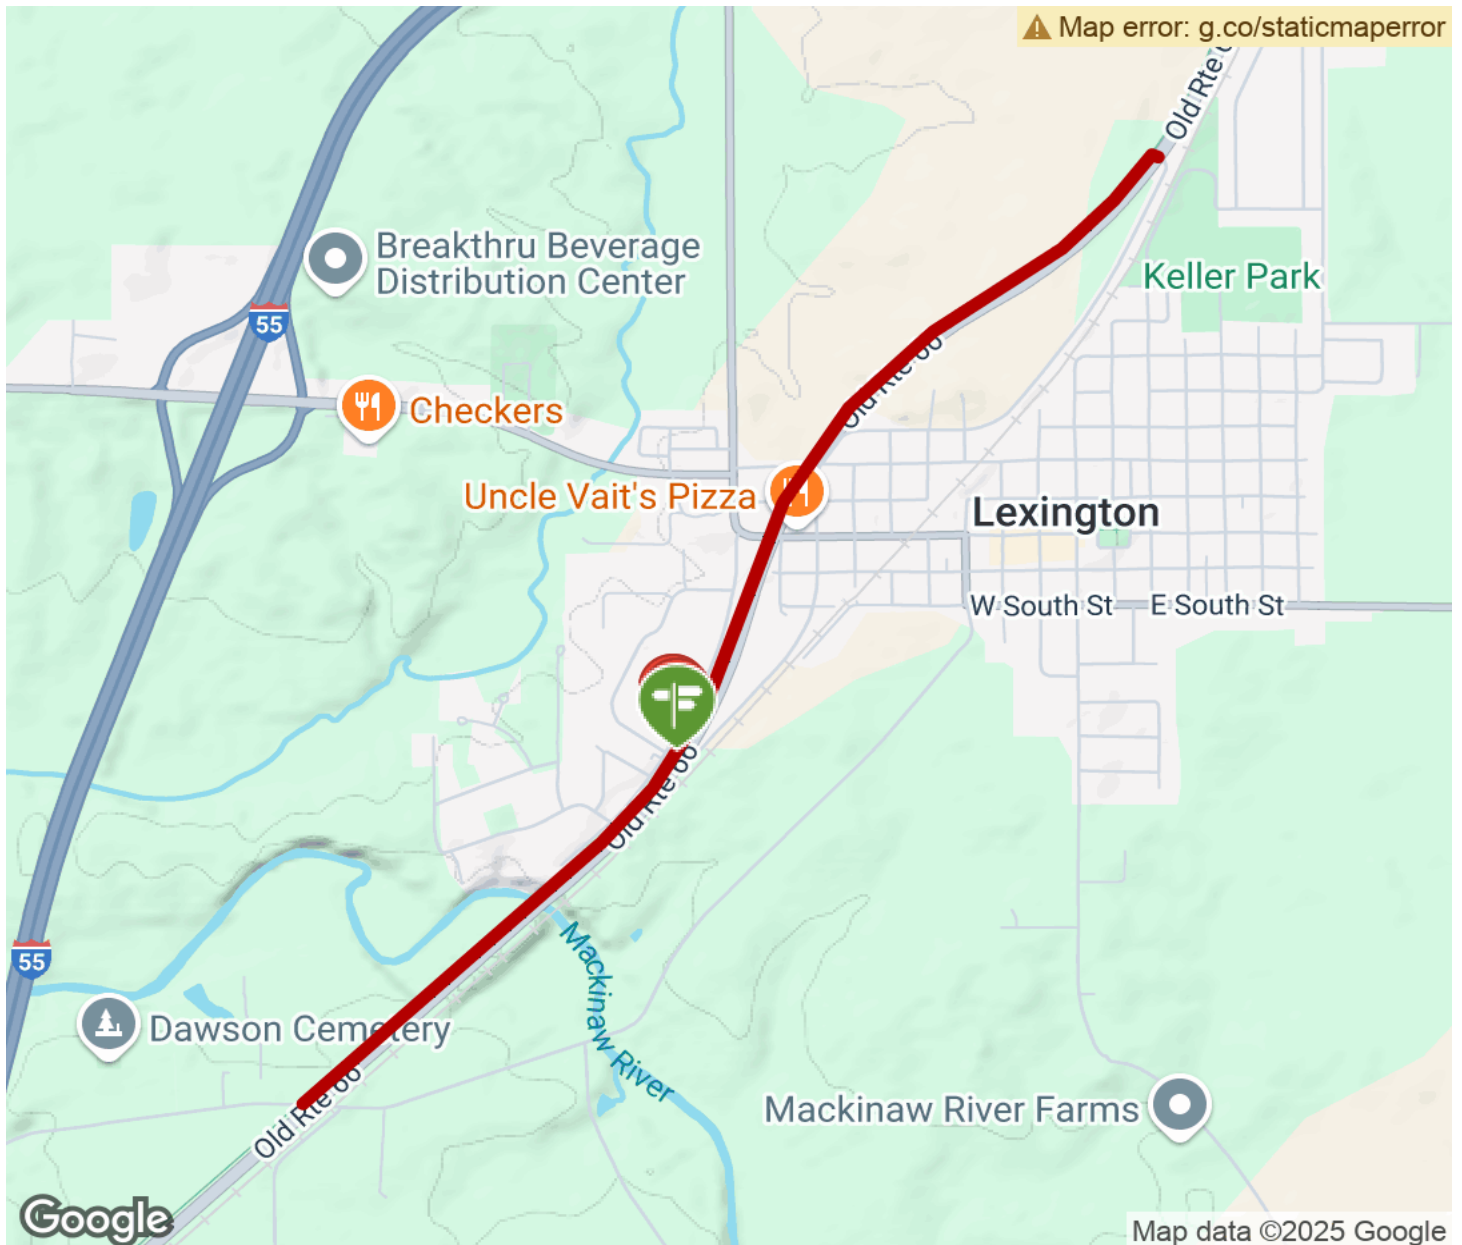 Map error: g.co/staticmaperror
Old Rte 6
Breakthru Beverage
Distribution Center
55
Keller Park
Old Rte 66
Checkers
Uncle Vait's Pizza
Lexington
W South St
E South St
Old Rte 66
Mackinaw River
55
Dawson Cemetery
Old Rte 66
Mackinaw River Farms
Google
Map data ©2025 Google